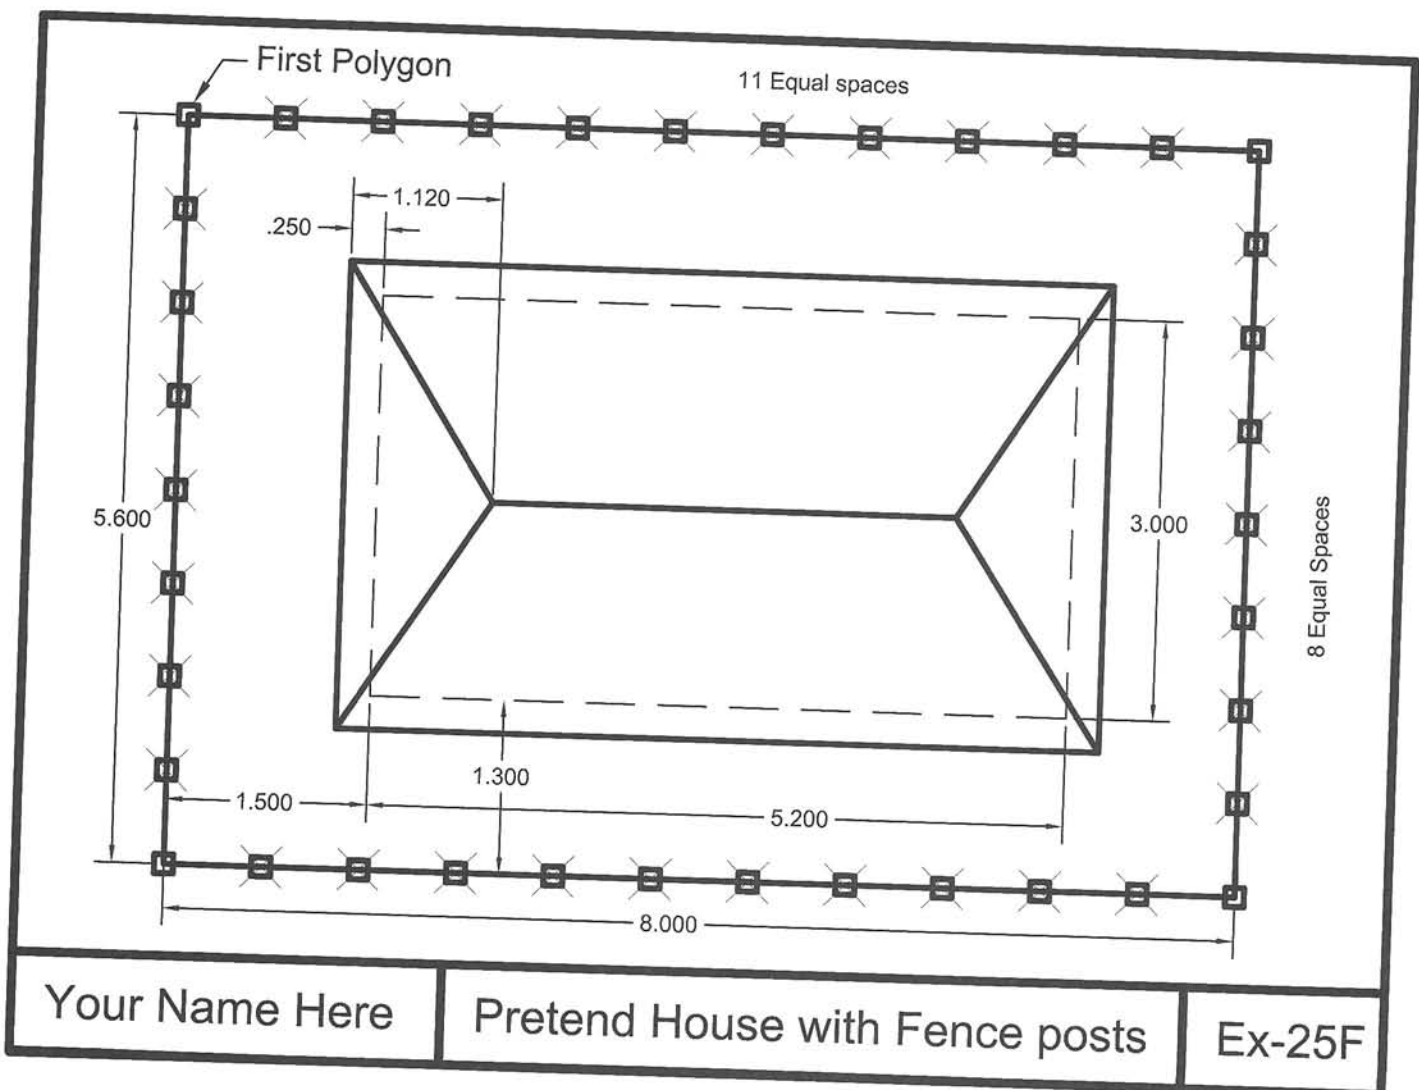 First Polygon
11 Equal spaces
1.120
.250
5.600
3.000
8 Equal Spaces
1.300
1.500
5.200
8.000
Your Name Here
Pretend House with Fence posts
Ex-25F